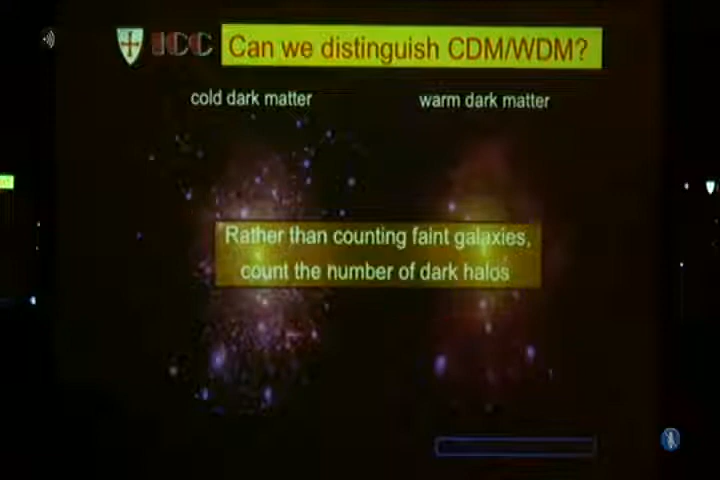 ICC
Can we distinguish CDM/WDM?
cold dark matter
warm dark matter
Rather than counting faint galaxies,
count the number of dark halos